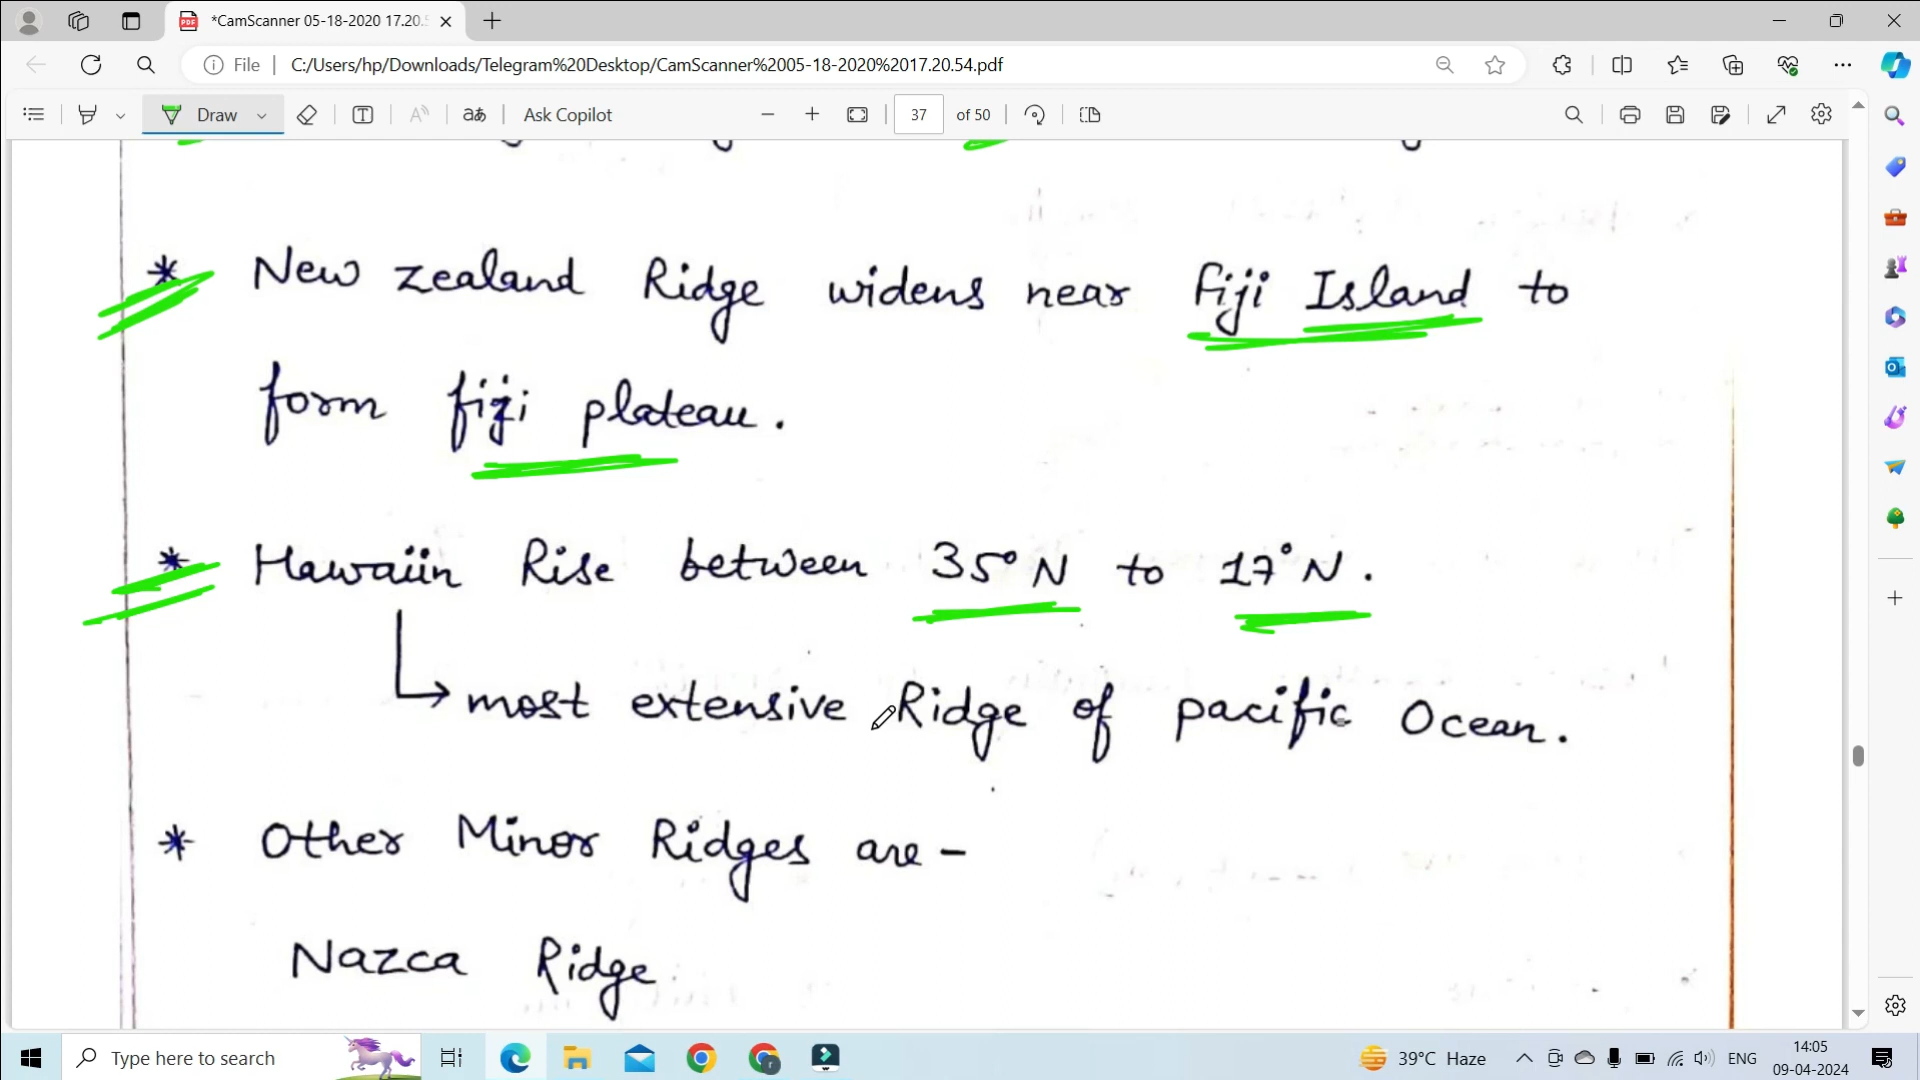 *CamScanner 05-18-2020 17.20.5
File
C:/Users/hp/Downloads/Telegram%20Desktop/CamScanner%2005-18-2020%2017.20.54.pdf
Draw
Ask Copilot
37 of 50
* New Zealand Ridge widens near fiji Island to
form fiji plateau.
* Hawaiin Rise between 35° N to 17° N.
most extensive Ridge of pacific Ocean.
* Other Minor Ridges are -
Nazca Ridge
Type here to search
39°C Haze
ENG
14:05
09-04-2024